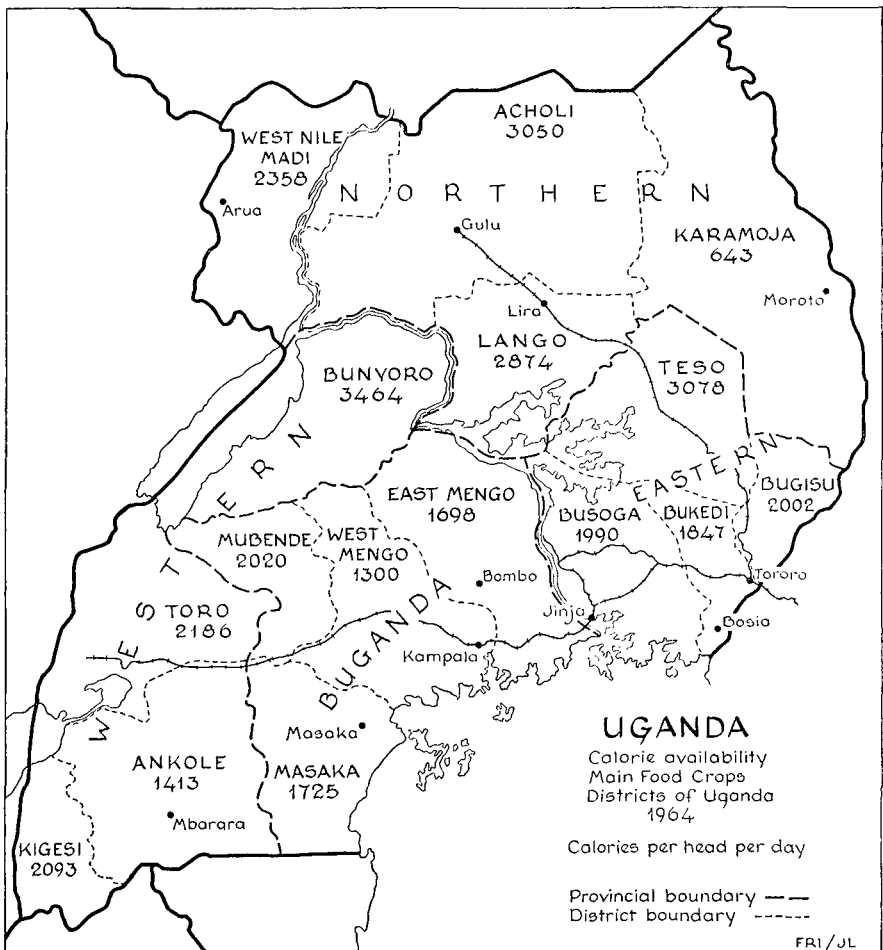 ACHOLI
3050
WEST NILE
MADI
2358
NORTHERN
Arua
Gulu
KARAMOJA
643
Moroto
Lira
LANGO
2874
TESO
3078
BUNYORO
3464
WESTERN
EASTERN
EAST MENGO
1698
BUGISU
2002
BUSOGA
1990
BUKEDI
1847
MUBENDE
2020
WEST
MENGO
1300
Bombo
Tororo
TORO
2186
BUGANDA
Jinja
Bosia
Kampala
Masaka
ANKOLE
1413
MASAKA
1725
Mbarara
KIGESI
2093
UGANDA
Calorie availability
Main Food Crops
Districts of Uganda
1964
Calories per head per day
Provincial boundary
District boundary
FRI/JL